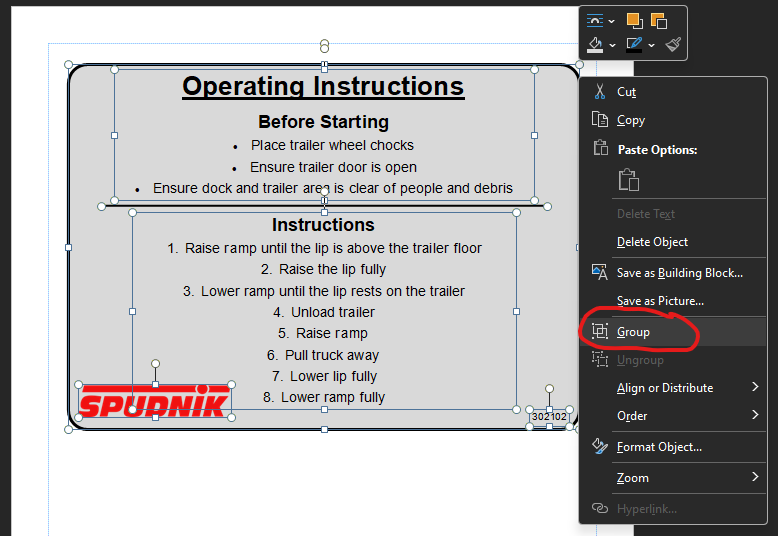 Operating Instructions
Before Starting
• Place trailer wheel chocks
• Ensure trailer door is open
• Ensure dock and trailer area is clear of people and debris
Instructions
1. Raise ramp until the lip is above the trailer floor
2. Raise the lip fully
3. Lower ramp until the lip rests on the trailer
4. Unload trailer
5. Raise ramp
6. Pull truck away
7. Lower lip fully
8. Lower ramp fully
SPUDNIK
302102
Cut
Copy
Paste Options:
Delete Text
Delete Object
Save as Building Block...
Save as Picture...
Group
Ungroup
Align or Distribute
Order
Format Object...
Zoom
Hyperlink...